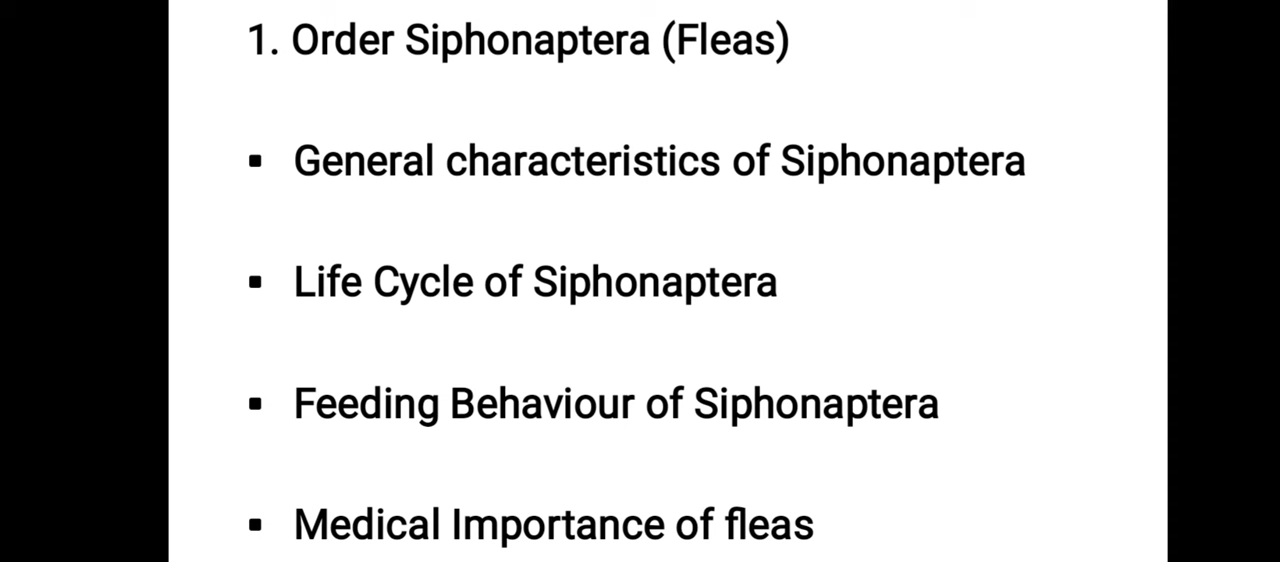 1. Order Siphonaptera (Fleas)
▪ General characteristics of Siphonaptera
▪ Life Cycle of Siphonaptera
▪ Feeding Behaviour of Siphonaptera
▪ Medical Importance of fleas